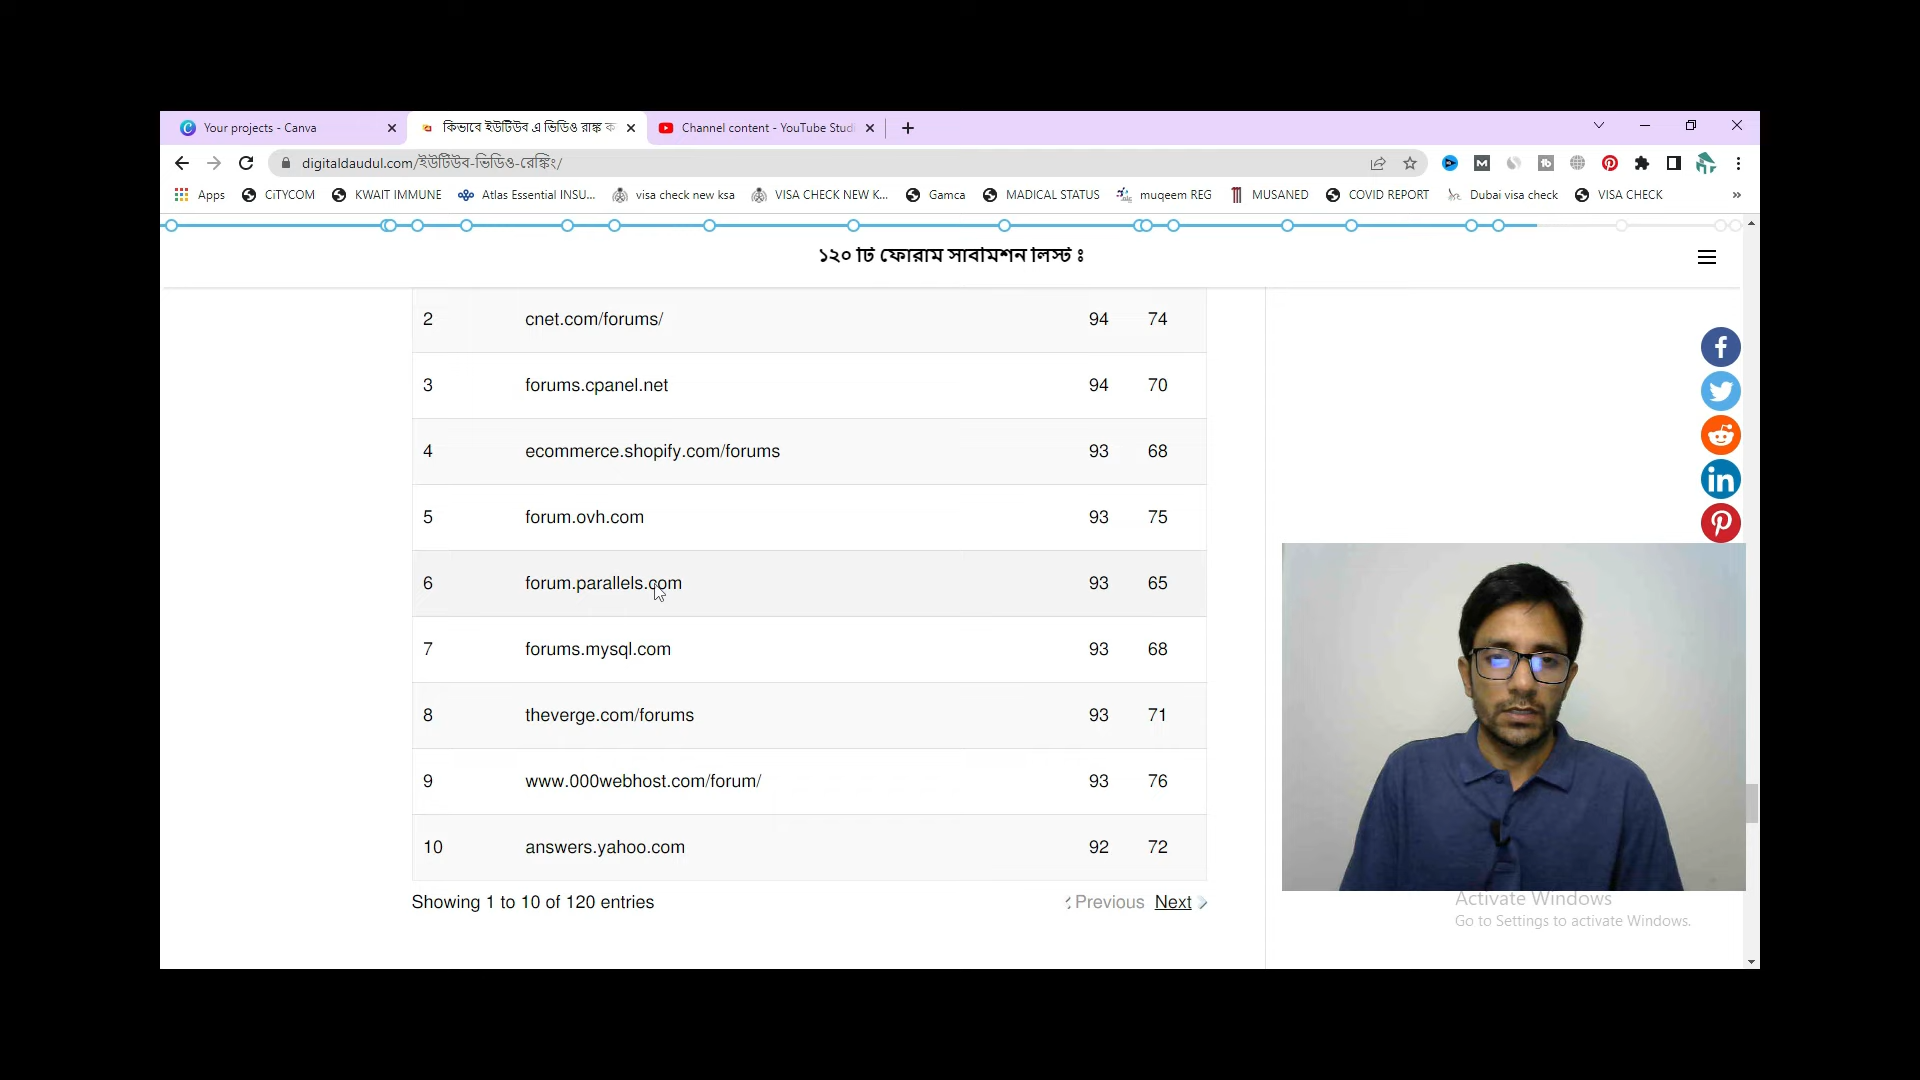 Your projects - Canva
কিভাবে ইউটিউব এ ভিডিও রাঙ্ক ক
Channel content - YouTube Studi
digitaldaudul.com/ইউটিউব-ভিডিও-রেঙ্কিং/
Apps
CiTYCOM
KWAIT IMMUNE
Atlas Essential INSU...
visa check new ksa
VISA CHECK NEW K...
Gamca
MADICAL STATUS
muqeem REG
MUSANED
COVID REPORT
Dubai visa check
VISA CHECK
»
১২০ টি ফোরাম সাবমিশন লিস্ট ঃ
2 cnet.com/forums/ 94 74
3 forums.cpanel.net 94 70
4 ecommerce.shopify.com/forums 93 68
5 forum.ovh.com 93 75
6 forum.parallels.com 93 65
7 forums.mysql.com 93 68
8 theverge.com/forums 93 71
9 www.000webhost.com/forum/ 93 76
10 answers.yahoo.com 92 72
Showing 1 to 10 of 120 entries
Previous Next
Activate Windows
Go to Settings to activate Windows.